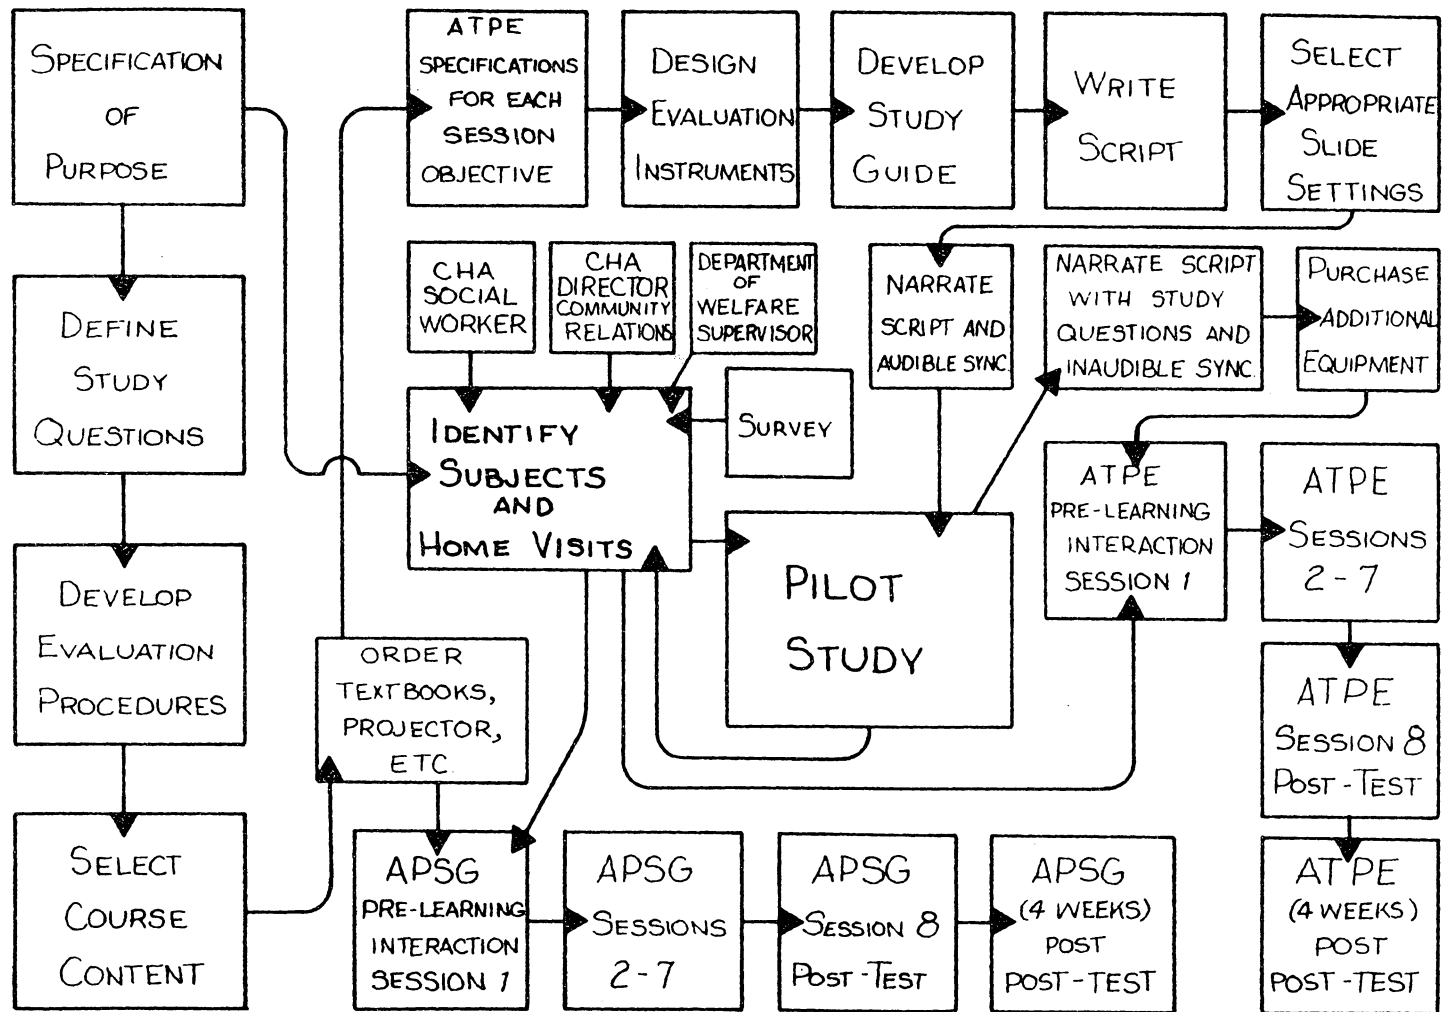 SPECIFICATION
OF
PURPOSE
ATPE
SPECIFICATIONS
FOR EACH
SESSION
OBJECTIVE
DESIGN
EVALUATION
INSTRUMENTS
DEVELOP
STUDY
GUIDE
WRITE
SCRIPT
SELECT
APPROPRIATE
SLIDE
SETTINGS
DEFINE
STUDY
QUESTIONS
CHA
SOCIAL
WORKER
CHA
DIRECTOR
COMMUNITY
RELATIONS
DEPARTMENT
OF
WELFARE
SUPERVISOR
NARRATE
SCRIPT AND
AUDIBLE SYNC.
NARRATE SCRIPT
WITH STUDY
QUESTIONS AND
INAUDIBLE SYNC.
PURCHASE
ADDITIONAL
EQUIPMENT
IDENTIFY
SUBJECTS
AND
HOME VISITS
SURVEY
ATPE
PRE-LEARNING
INTERACTION
SESSION 1
ATPE
SESSIONS
2-7
DEVELOP
EVALUATION
PROCEDURES
PILOT
STUDY
ORDER
TEXTBOOKS,
PROJECTOR,
ETC
ATPE
SESSION 8
POST-TEST
SELECT
COURSE
CONTENT
APSG
PRE-LEARNING
INTERACTION
SESSION 1
APSG
SESSIONS
2-7
APSG
SESSION 8
POST-TEST
APSG
(4 WEEKS)
POST
POST-TEST
ATPE
(4 WEEKS)
POST
POST-TEST